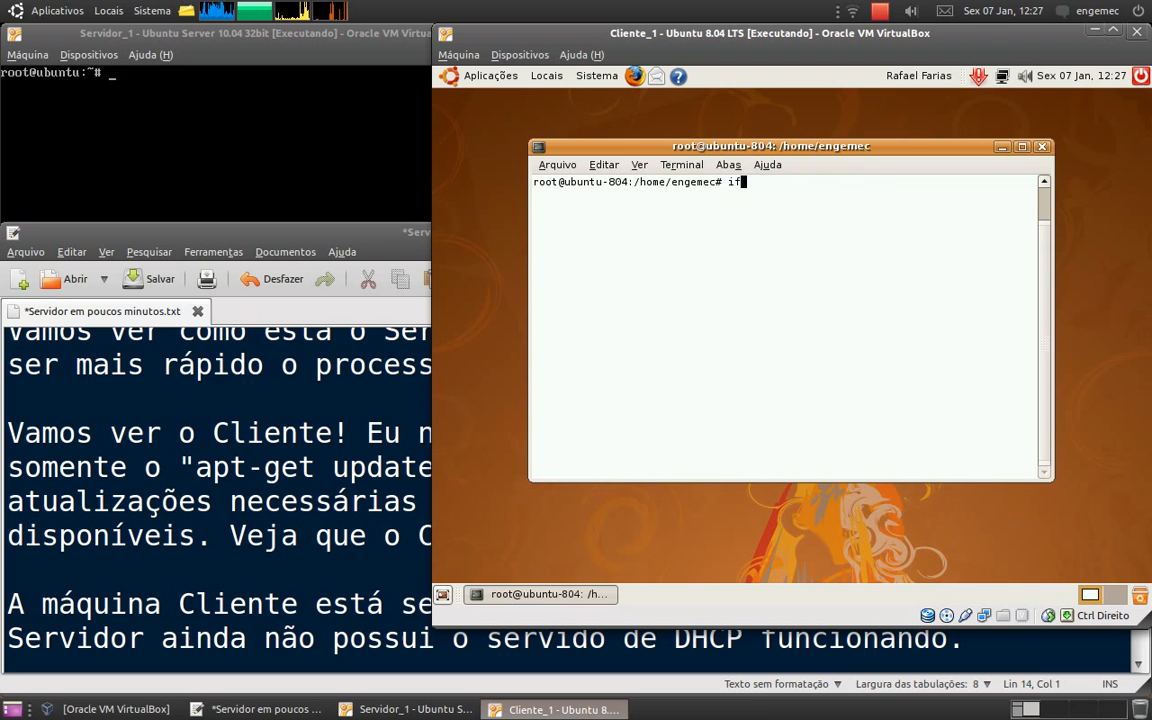 Aplicativos Locais Sistema Sex 07 Jan, 12:27 engemec
Servidor_1 - Ubuntu Server 10.04 32bit [Executando] - Oracle VM Virtual
Máquina Dispositivos Ajuda (H)
root@ubuntu:~# _
*Serv
Arquivo Editar Ver Pesquisar Ferramentas Documentos Ajuda
Abrir Salvar Desfazer
*Servidor em poucos minutos.txt
Vamos ver como está o Ser
ser mais rápido o process
Vamos ver o Cliente! Eu n
somente o "apt-get update
atualizações necessárias
disponíveis. Veja que o C
A máquina Cliente está se
Servidor ainda não possui o servido de DHCP funcionando.
Texto sem formatação Largura das tabulações: 8 Lin 14, Col 1 INS
Cliente_1 - Ubuntu 8.04 LTS [Executando] - Oracle VM VirtualBox
Máquina Dispositivos Ajuda (H)
Aplicações Locais Sistema Rafael Farias Sex 07 Jan, 12:27
root@ubuntu-804: /home/engemec
Arquivo Editar Ver Terminal Abas Ajuda
root@ubuntu-804:/home/engemec# if
root@ubuntu-804: /h...
Ctrl Direito
[Oracle VM VirtualBox] *Servidor em poucos ... Servidor_1 - Ubuntu S... Cliente_1 - Ubuntu 8....